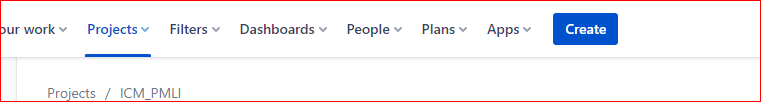 our work Projects Filters Dashboards People Plans Apps Create
Projects / ICM_PMLI